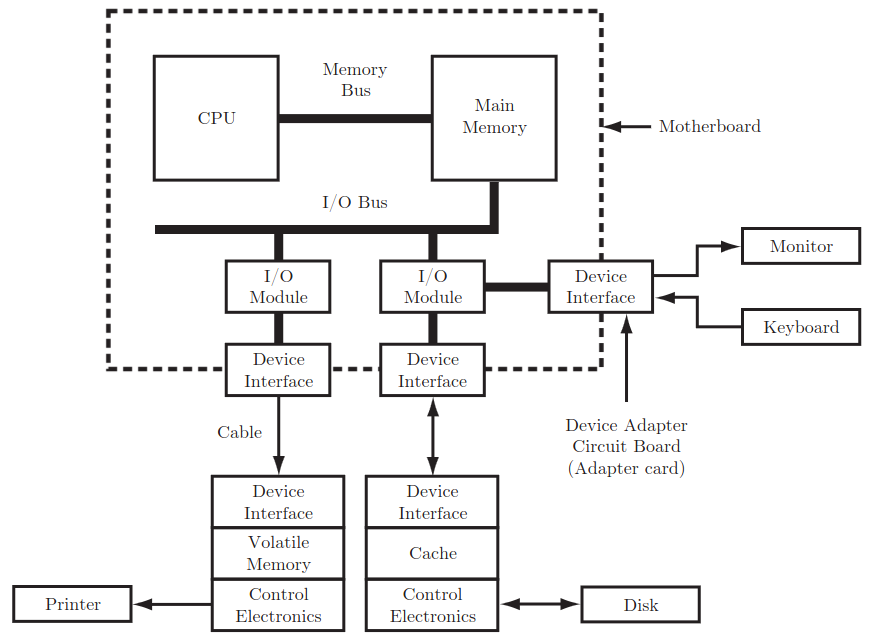 Memory
Bus
CPU
Main
Memory
Motherboard
I/O Bus
Monitor
I/O
Module
I/O
Module
Device
Interface
Keyboard
Device
Interface
Device
Interface
Cable
Device Adapter
Circuit Board
(Adapter card)
Device
Interface
Device
Interface
Volatile
Memory
Cache
Printer
Control
Electronics
Control
Electronics
Disk